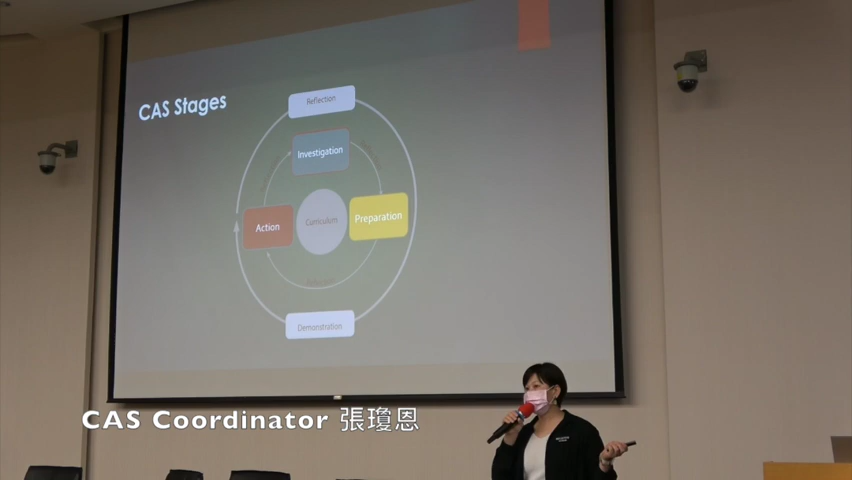 CAS Stages
Reflection
Investigation
Action
Curriculum
Preparation
Demonstration
CAS Coordinator 張瓊恩